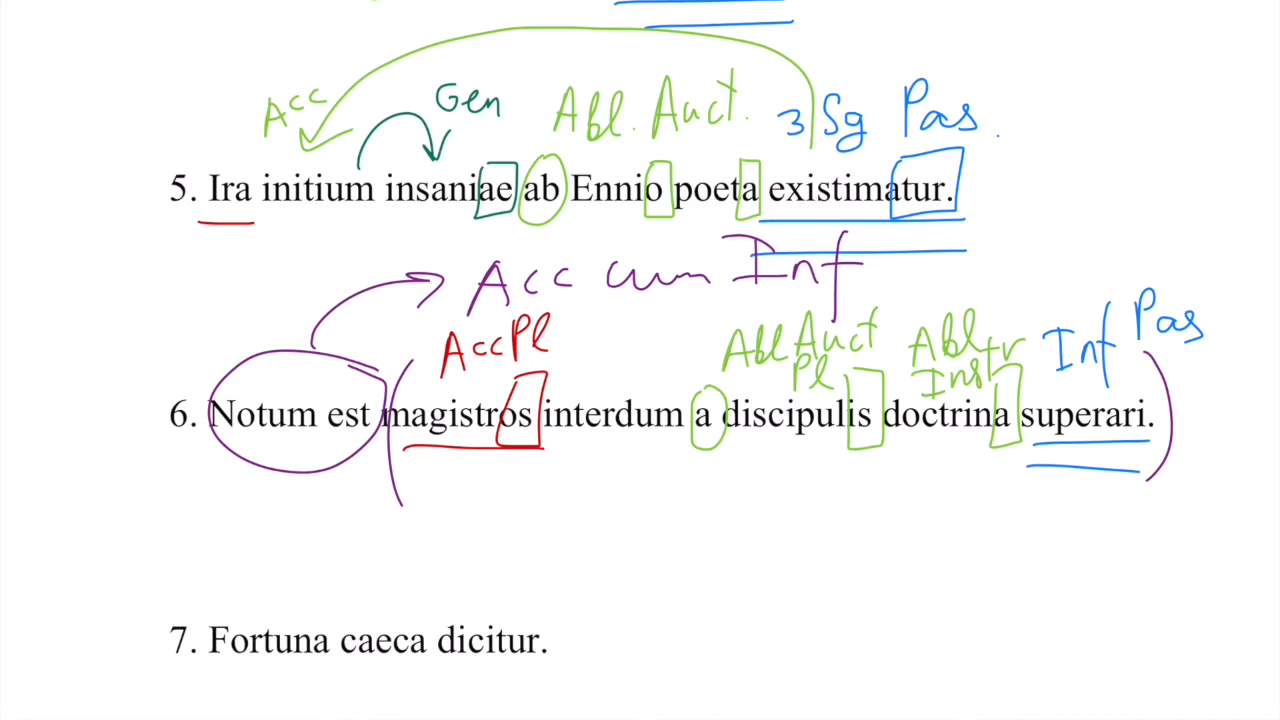 Acc Gen Abl. Auct. 3 Sg Pas.
5. Ira initium insaniae ab Ennio poeta existimatur.
Acc cum Inf
Acc Pl Abl Auct Pl Abl Instr Inf Pas
6. Notum est magistros interdum a discipulis doctrina superari.
7. Fortuna caeca dicitur.